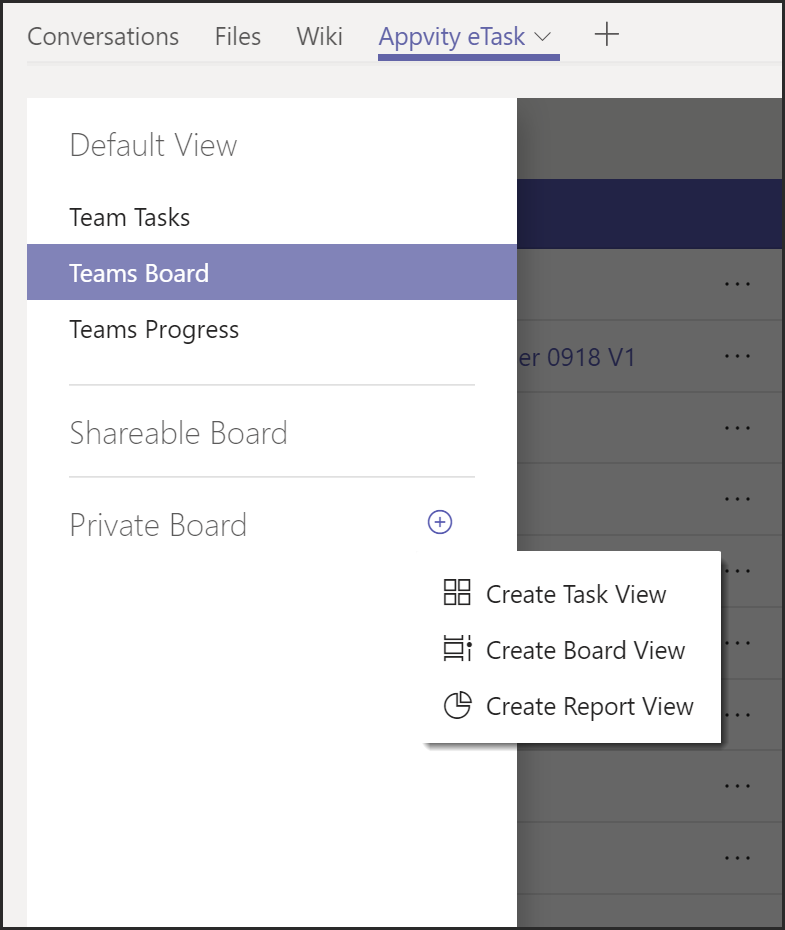 Conversations Files Wiki Appvity eTask
Default View
Team Tasks
Teams Board
Teams Progress
er 0918 V1
Shareable Board
Private Board
Create Task View
Create Board View
Create Report View